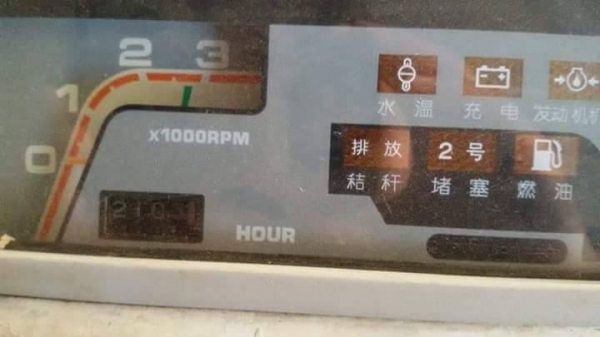 2 3
1
0
x1000RPM
水 温 充 电 发动机机
排放 2号
秸秆 堵塞 燃油
HOUR